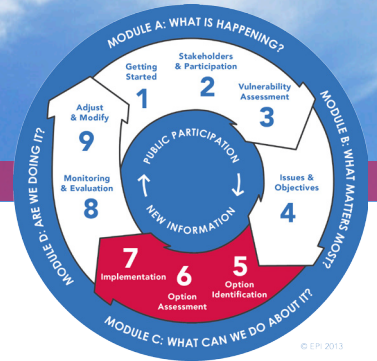 MODULE A: WHAT IS HAPPENING?
Getting
Started
1
Stakeholders
& Participation
2
Vulnerability
Assessment
3
MODULE B: WHAT MATTERS MOST?
Issues &
Objectives
4
MODULE C: WHAT CAN WE DO ABOUT IT?
5
Option
Identification
6
Option
Assessment
7
Implementation
MODULE D: ARE WE DOING IT?
Monitoring
& Evaluation
8
Adjust
& Modify
9
PUBLIC PARTICIPATION
NEW INFORMATION
© EPI 2013